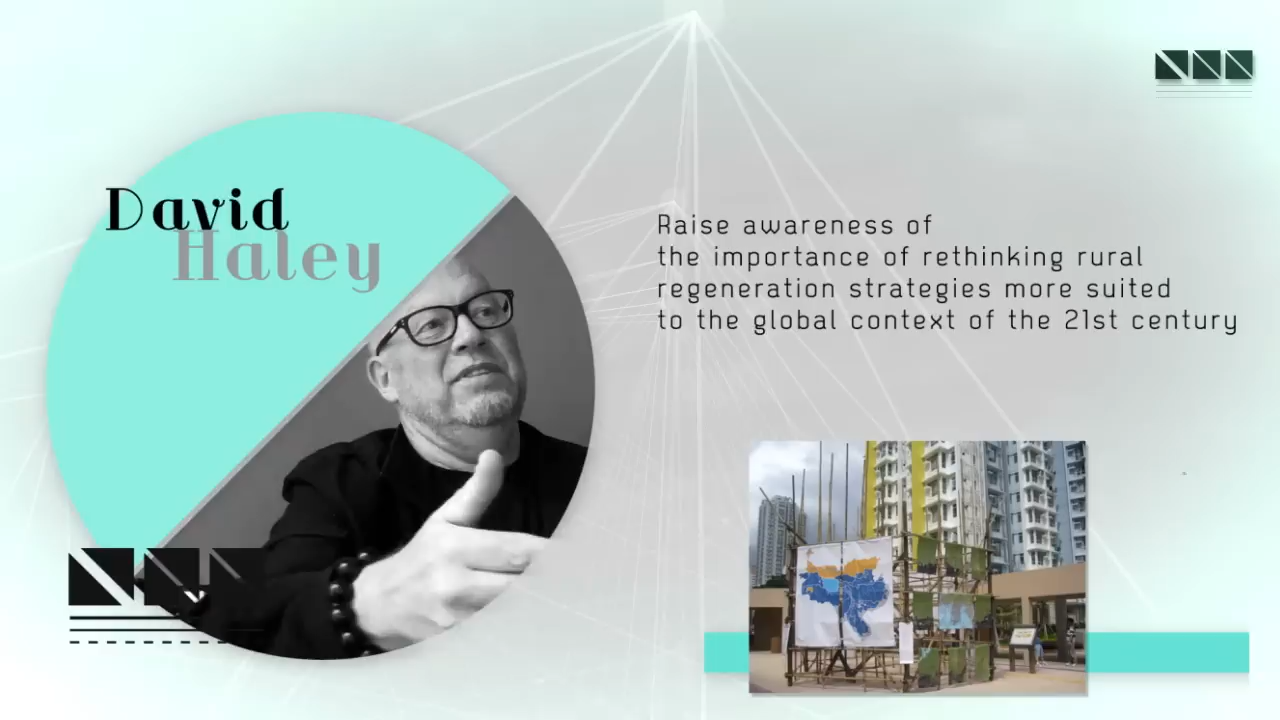 David
Haley
Raise awareness of
the importance of rethinking rural
regeneration strategies more suited
to the global context of the 21st century